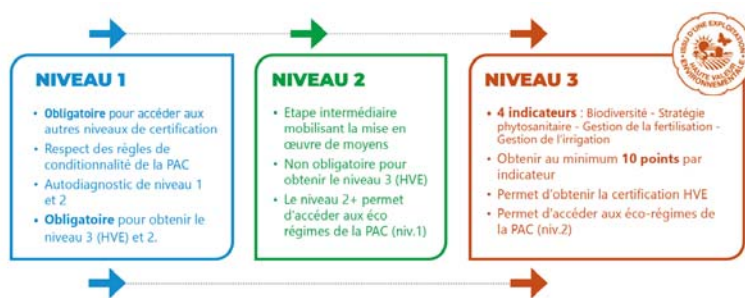 NIVEAU 1
• Obligatoire pour accéder aux
autres niveaux de certification
• Respect des règles de
conditionnalité de la PAC
• Autodiagnostic de niveau 1
et 2
• Obligatoire pour obtenir le
niveau 3 (HVE) et 2.
NIVEAU 2
• Etape intermédiaire
mobilisant la mise en
œuvre de moyens
• Non obligatoire pour
obtenir le niveau 3 (HVE)
• Le niveau 2+ permet
d'accéder aux éco
régimes de la PAC (niv.1)
ISSU D'UNE EXPLOITATION
HAUTE VALEUR
ENVIRONNEMENTALE
NIVEAU 3
• 4 indicateurs : Biodiversité - Stratégie
phytosanitaire - Gestion de la fertilisation -
Gestion de l'irrigation
• Obtenir au minimum 10 points par
indicateur
• Permet d'obtenir la certification HVE
• Permet d'accéder aux éco-régimes de
la PAC (niv.2)